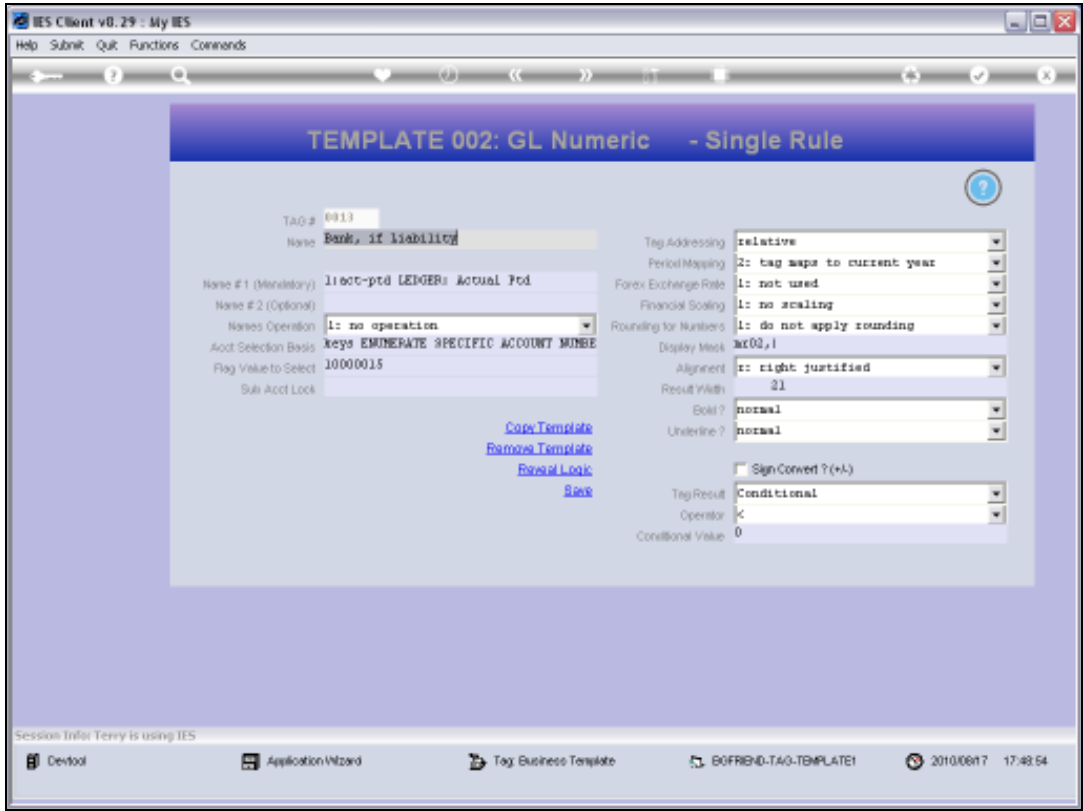 IES Client v8.29 : My IES
Help Submit Quit Functions Commands
TEMPLATE 002: GL Numeric - Single Rule
TAG # 0013
Name Bank, if liability
Name # 1 (Mandatory) 1:act-ptd LEDGER: Actual Ptd
Name # 2 (Optional)
Names Operation 1: no operation
Acct Selection Basis keys ENUMERATE SPECIFIC ACCOUNT NUMBE
Flag Value to Select 10000015
Sub Acct Lock
Copy Template
Remove Template
Reveal Logic
Save
Tag Addressing relative
Period Mapping 2: tag maps to current year
Forex Exchange Rate 1: not used
Financial Scaling 1: no scaling
Rounding for Numbers 1: do not apply rounding
Display Mask mr02,|
Alignment r: right justified
Result Width 21
Bold ? normal
Underline ? normal
Sign Convert ? (+/-)
Tag Result Conditional
Operator <
Conditional Value 0
Session Info: Terry is using IES
Devtool Application Wizard Tag: Business Template BGFRIEND-TAG-TEMPLATE1 2010/08/17 17:48:54